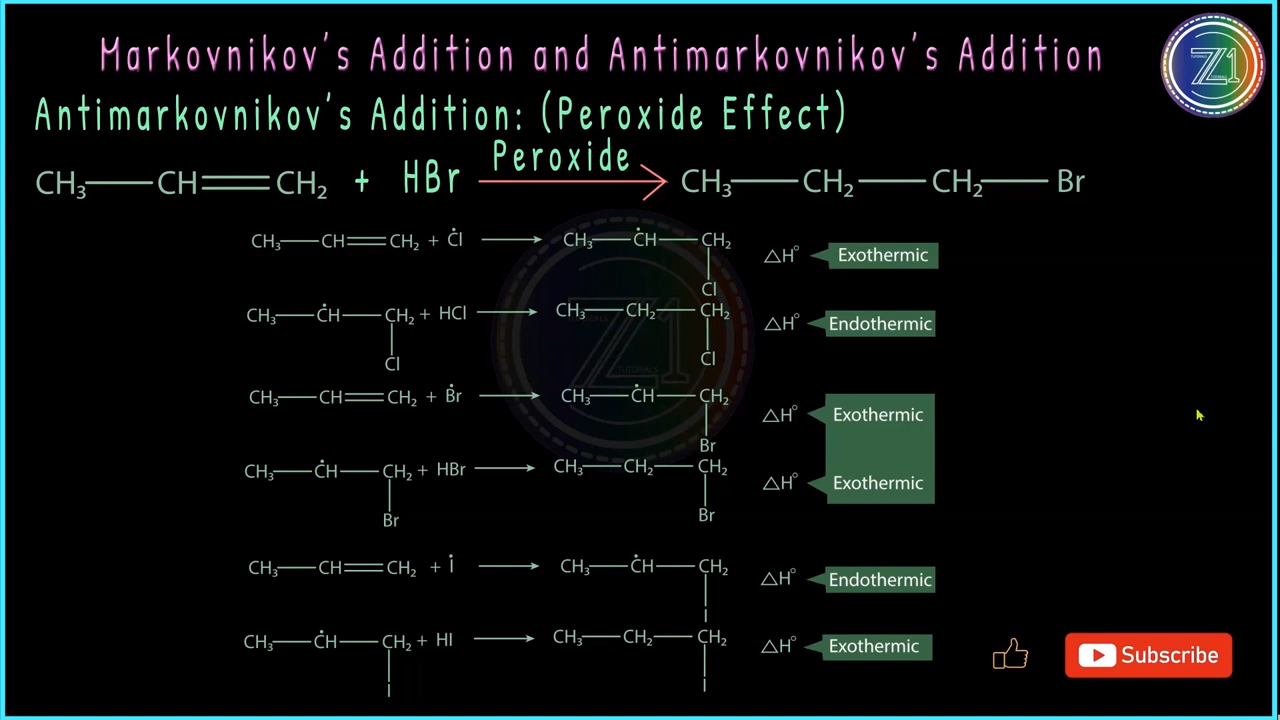 Markovnikov's Addition and Antimarkovnikov's Addition
Z1 TUTORIALS
Antimarkovnikov's Addition: (Peroxide Effect)
CH₃—CH═CH₂ + HBr Peroxide → CH₃—CH₂—CH₂—Br
CH₃—CH═CH₂ + Ċl → CH₃—ĊH—CH₂ △H° Exothermic
Cl
CH₃—ĊH—CH₂ + HCl → CH₃—CH₂—CH₂ △H° Endothermic
Cl Cl
CH₃—CH═CH₂ + Ḃr → CH₃—ĊH—CH₂ △H° Exothermic
Br
CH₃—ĊH—CH₂ + HBr → CH₃—CH₂—CH₂ △H° Exothermic
Br Br
CH₃—CH═CH₂ + İ → CH₃—ĊH—CH₂ △H° Endothermic
I
CH₃—ĊH—CH₂ + HI → CH₃—CH₂—CH₂ △H° Exothermic
I I
Subscribe